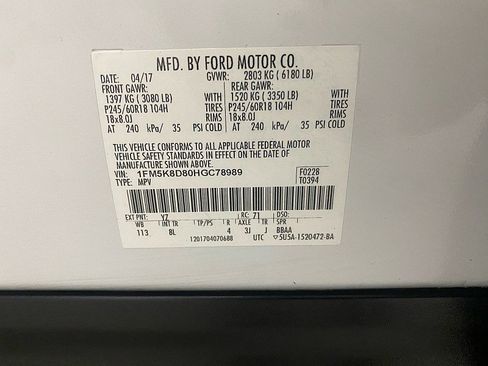 MFD. BY FORD MOTOR CO.
DATE: 04/17 GVWR: 2803 KG ( 6180 LB)
FRONT GAWR: REAR GAWR:
1397 KG ( 3080 LB) WITH 1520 KG ( 3350 LB) WITH
P245/60R18 104H TIRES P245/60R18 104H TIRES
18x8.0J RIMS 18x8.0J RIMS
AT 240 kPa/ 35 PSI COLD AT 240 kPa/ 35 PSI COLD
THIS VEHICLE CONFORMS TO ALL APPLICABLE FEDERAL MOTOR
VEHICLE SAFETY STANDARDS IN EFFECT ON THE DATE OF
MANUFACTURE SHOWN ABOVE.
VIN: 1FM5K8D80HGC78989 F0228
TYPE: MPV T0394
EXT PNT: YZ RC: 71 DSO:
WB INT TR TP/PS R AXLE TR SPR
113 8L 4 3J J BBAA
1201704070688 UTC ▽5U5A-1520472-BA